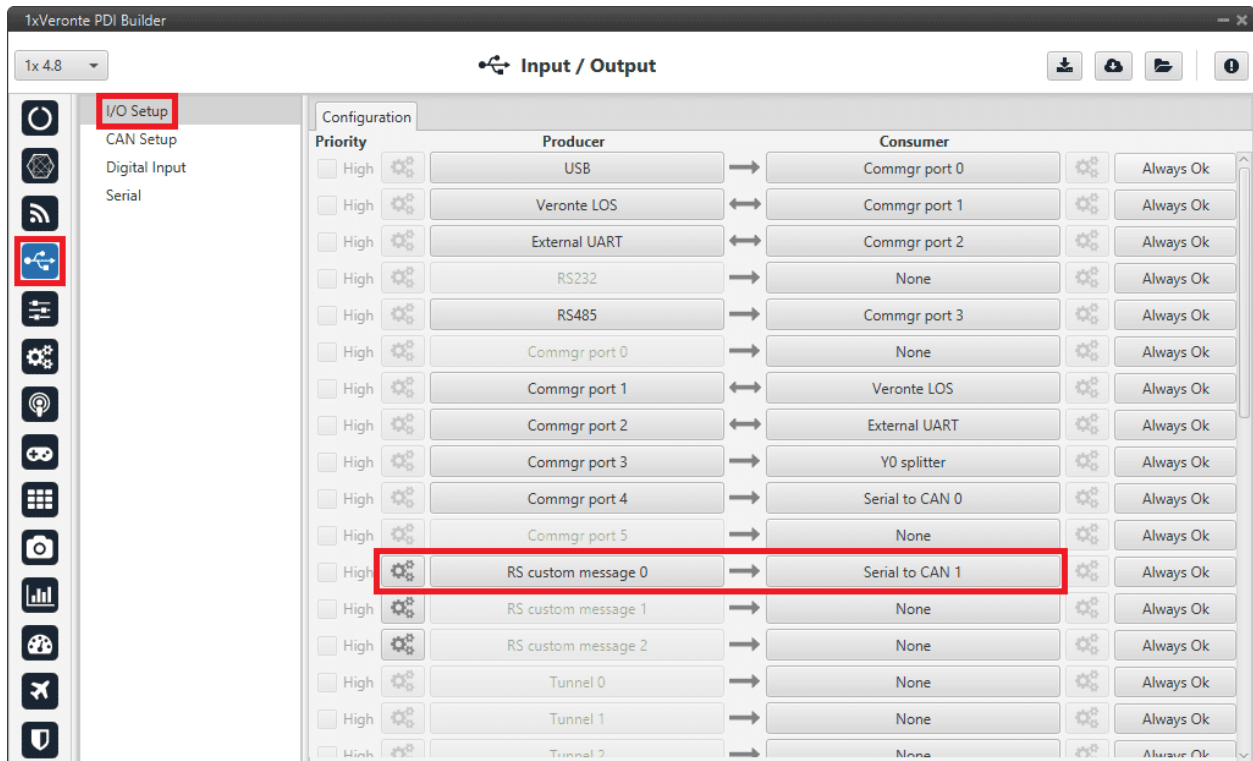 1xVeronte PDI Builder
1x 4.8
Input / Output
I/O Setup
CAN Setup
Digital Input
Serial
Configuration
Priority Producer Consumer
High USB Commgr port 0 Always Ok
High Veronte LOS Commgr port 1 Always Ok
High External UART Commgr port 2 Always Ok
High RS232 None Always Ok
High RS485 Commgr port 3 Always Ok
High Commgr port 0 None Always Ok
High Commgr port 1 Veronte LOS Always Ok
High Commgr port 2 External UART Always Ok
High Commgr port 3 Y0 splitter Always Ok
High Commgr port 4 Serial to CAN 0 Always Ok
High Commgr port 5 None Always Ok
High RS custom message 0 Serial to CAN 1 Always Ok
High RS custom message 1 None Always Ok
High RS custom message 2 None Always Ok
High Tunnel 0 None Always Ok
High Tunnel 1 None Always Ok
High Tunnel 2 None Always Ok